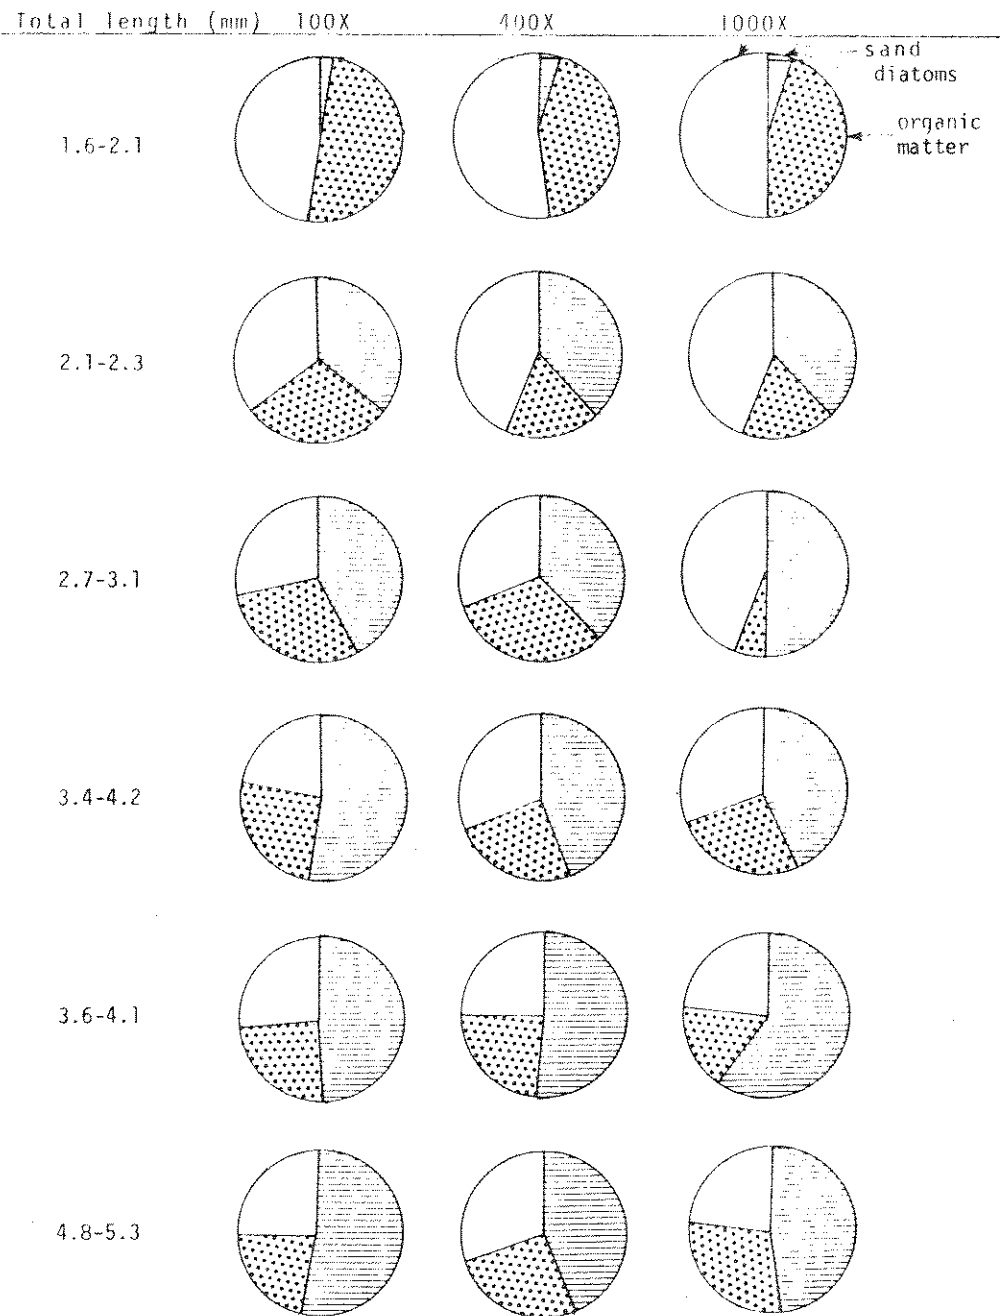 Total length (mm) 100X 400X 1000X
sand
diatoms
organic
matter
1.6-2.1
2.1-2.3
2.7-3.1
3.4-4.2
3.6-4.1
4.8-5.3